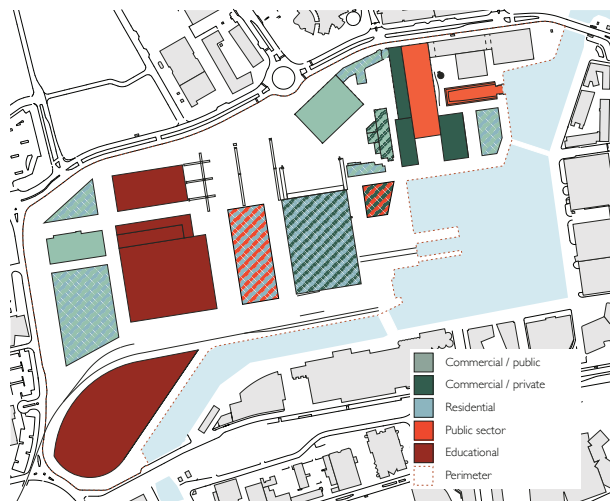 Commercial / public
Commercial / private
Residential
Public sector
Educational
Perimeter